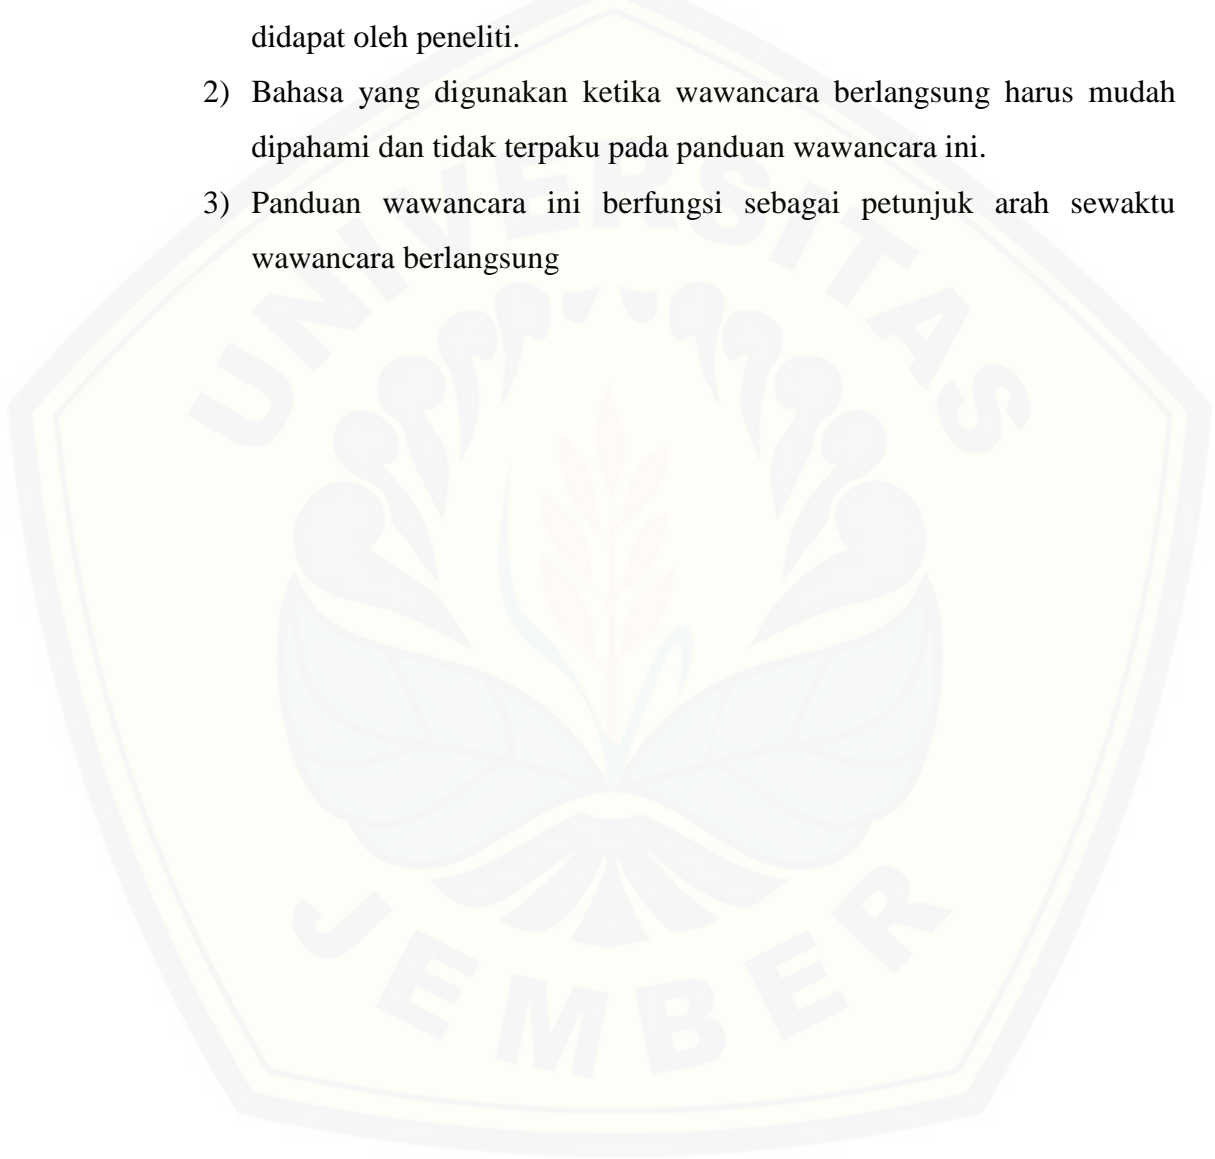 didapat oleh peneliti.
2) Bahasa yang digunakan ketika wawancara berlangsung harus mudah
dipahami dan tidak terpaku pada panduan wawancara ini.
3) Panduan wawancara ini berfungsi sebagai petunjuk arah sewaktu
wawancara berlangsung
UNIVERSITAS
JEMBER